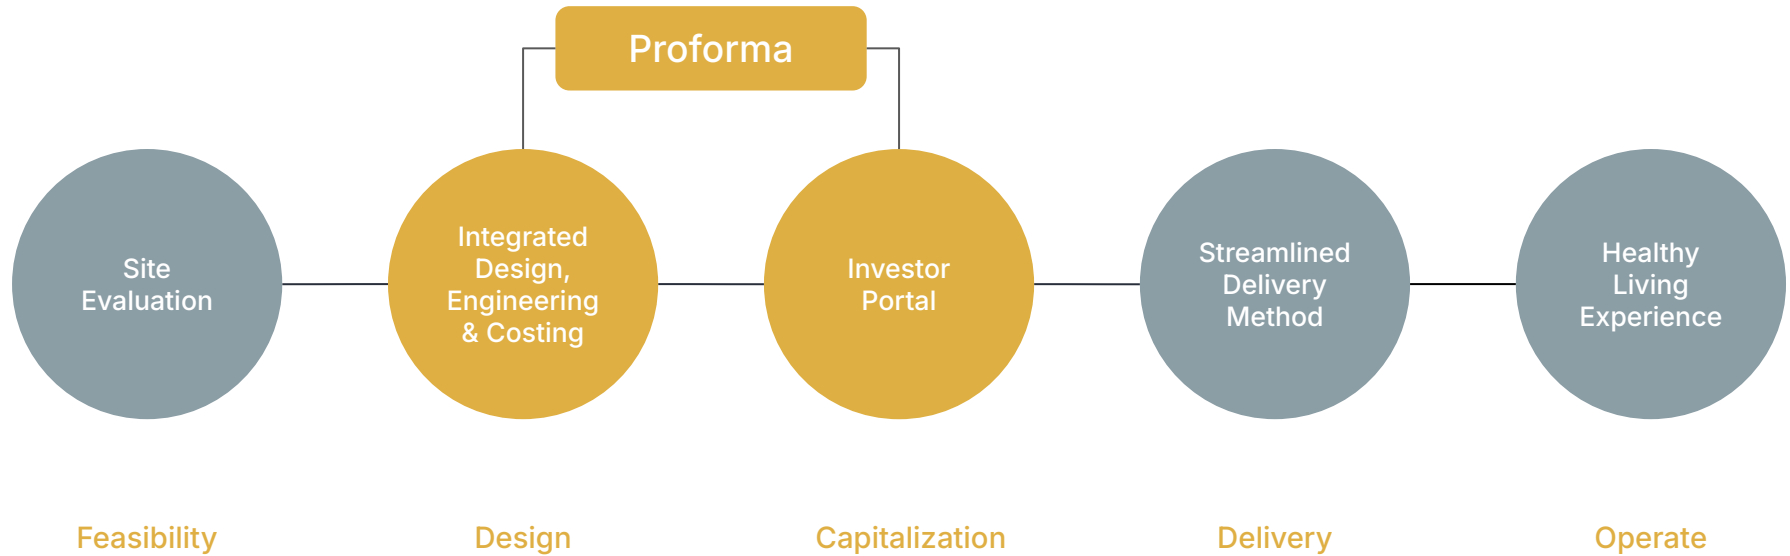 Proforma
Site
Evaluation
Integrated
Design,
Engineering
& Costing
Investor
Portal
Streamlined
Delivery
Method
Healthy
Living
Experience
Feasibility
Design
Capitalization
Delivery
Operate